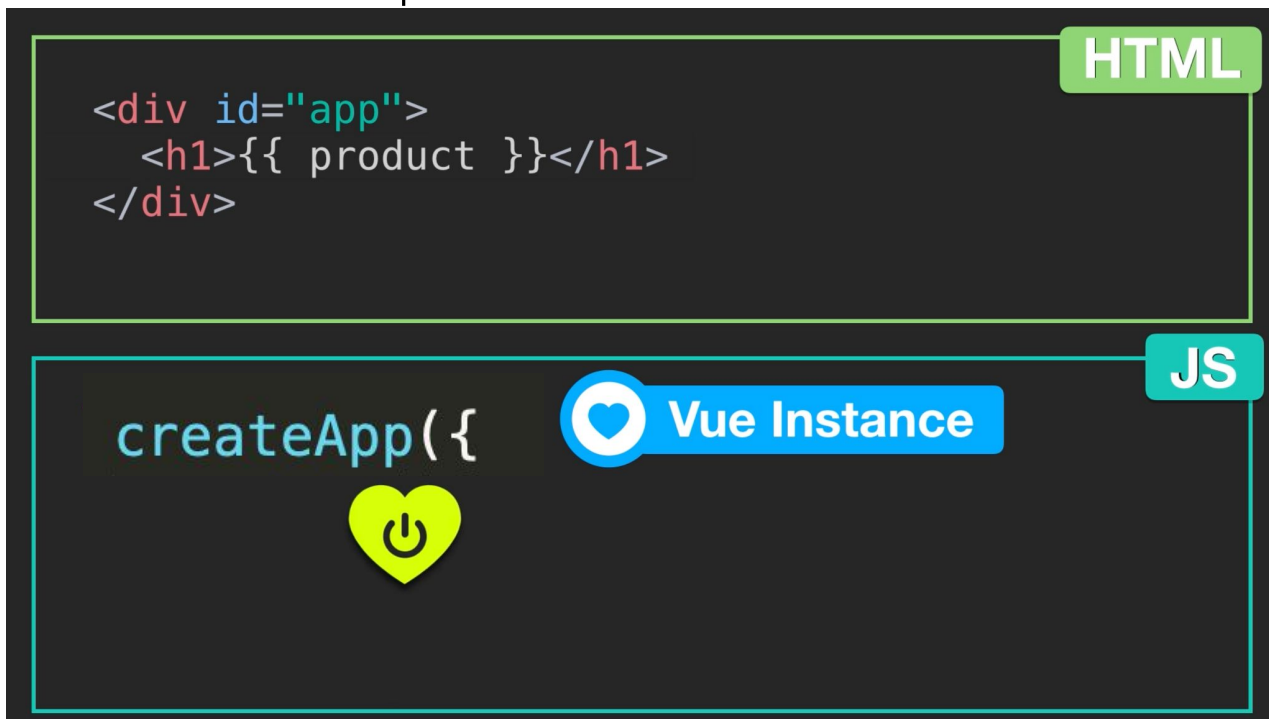 HTML
<div id="app">
  <h1>{{ product }}</h1>
</div>
JS
createApp({
Vue Instance